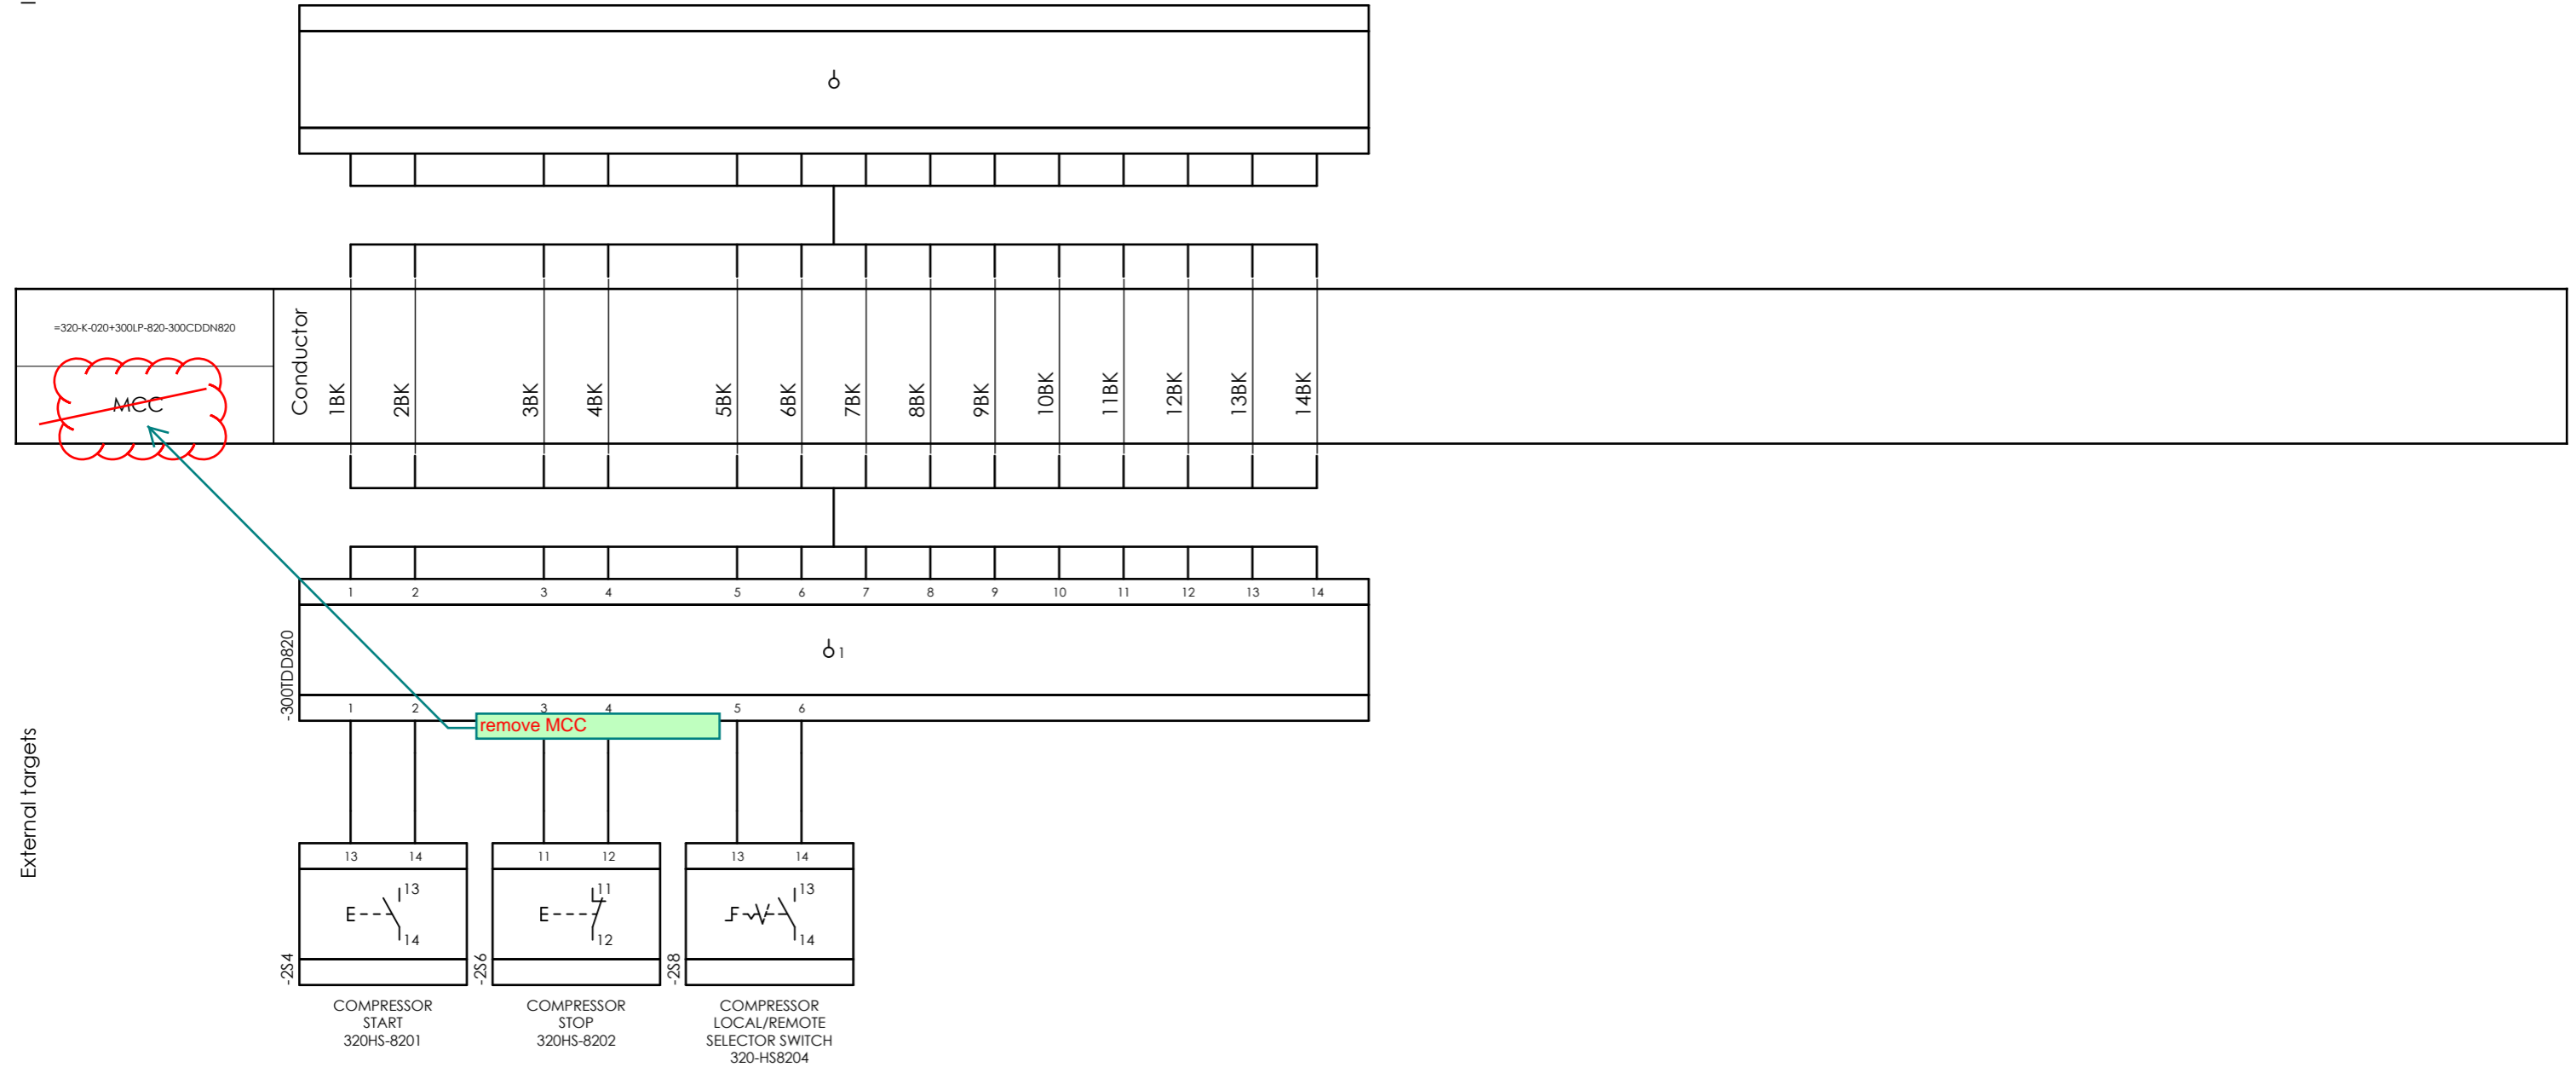 =320-K-020+300LP-820-300CDDN820
MCC
Conductor
1BK
2BK
3BK
4BK
5BK
6BK
7BK
8BK
9BK
10BK
11BK
12BK
13BK
14BK
1 2 3 4 5 6 7 8 9 10 11 12 13 14
-300TDD820
1
1 2 3 4 5 6
remove MCC
External targets
13 14
11 12
13 14
E
13
14
E
11
12
F
13
14
-2S4
-2S6
-2S8
COMPRESSOR
START
320HS-8201
COMPRESSOR
STOP
320HS-8202
COMPRESSOR
LOCAL/REMOTE
SELECTOR SWITCH
320-HS8204